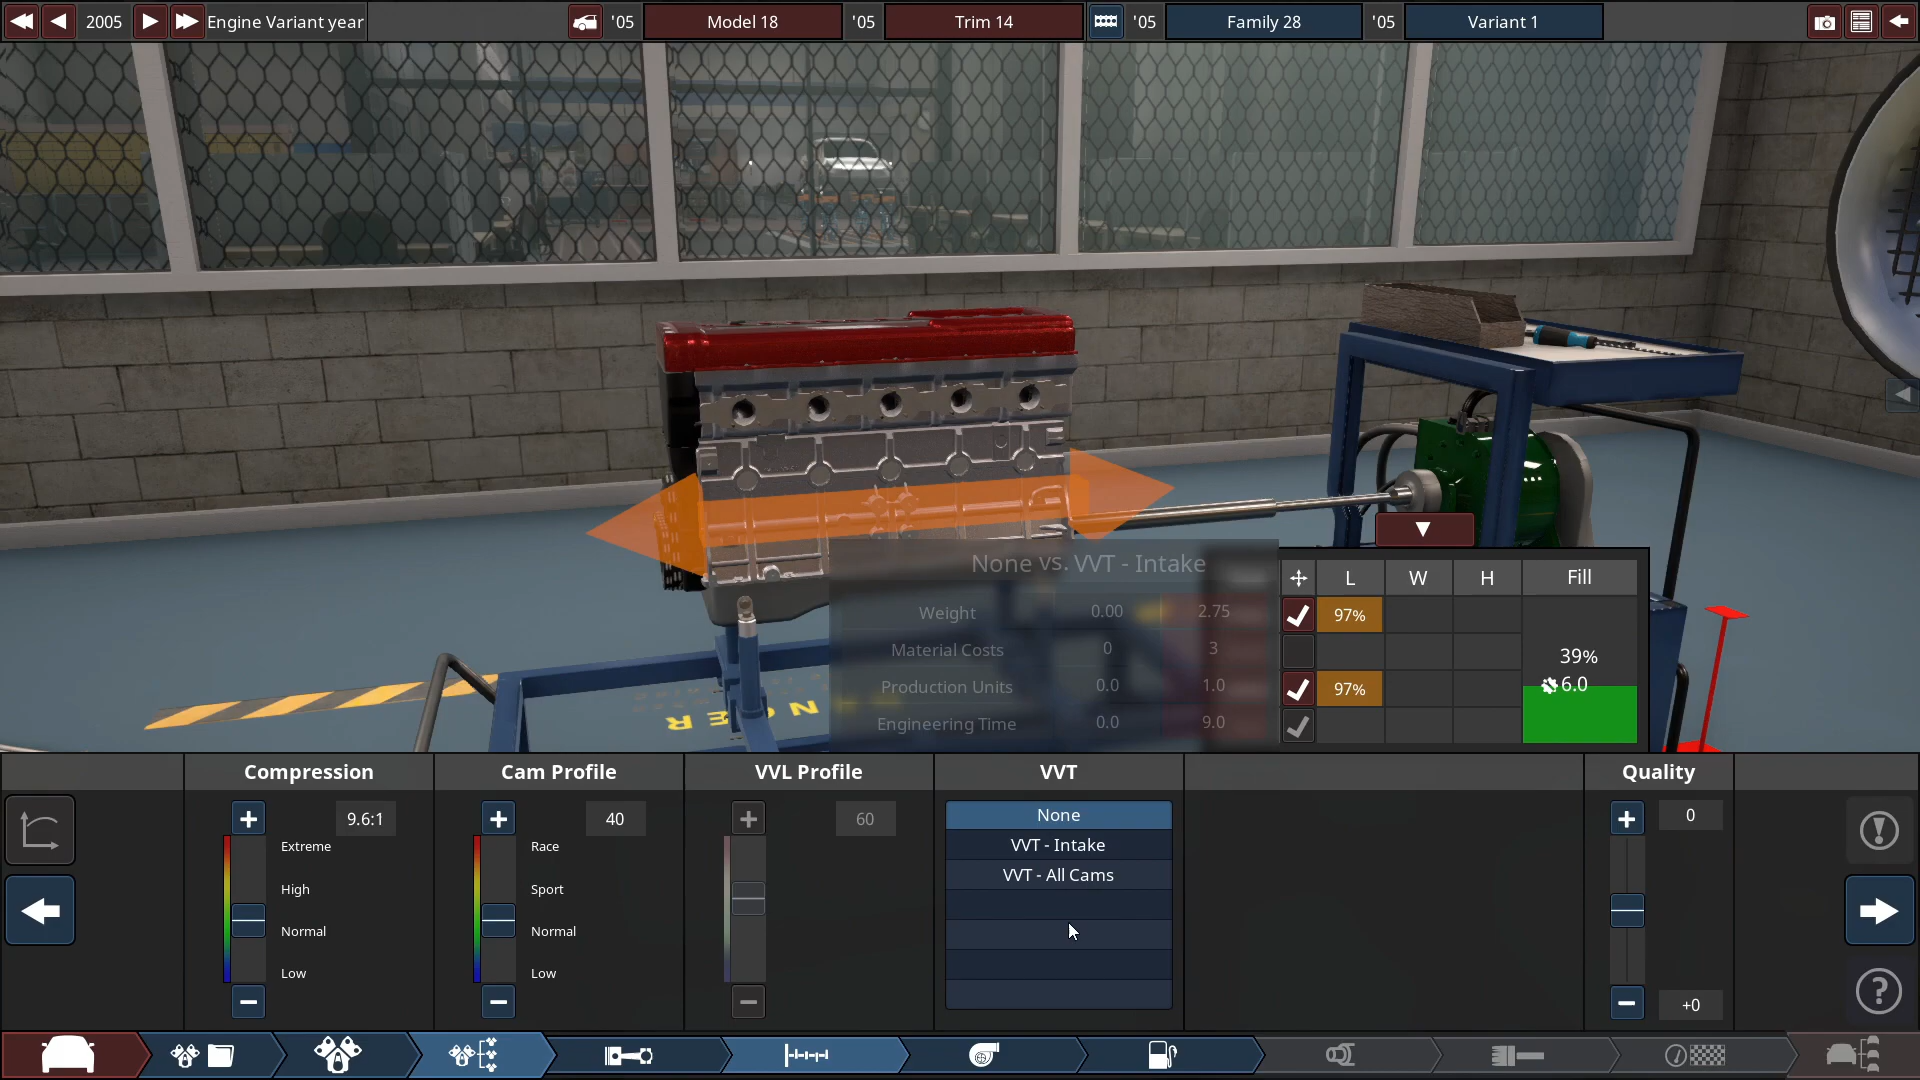 2005 Engine Variant year '05 Model 18 '05 Trim 14 '05 Family 28 '05 Variant 1
None vs. VVT - Intake
Weight 0.00 2.75
Material Costs 0 3
Production Units 0.0 1.0
Engineering Time 0.0 9.0
L W H Fill
97%
97%
39%
6.0
Compression Cam Profile VVL Profile VVT Quality
9.6:1
Extreme
High
Normal
Low
40
Race
Sport
Normal
Low
60
None
VVT - Intake
VVT - All Cams
0
+0